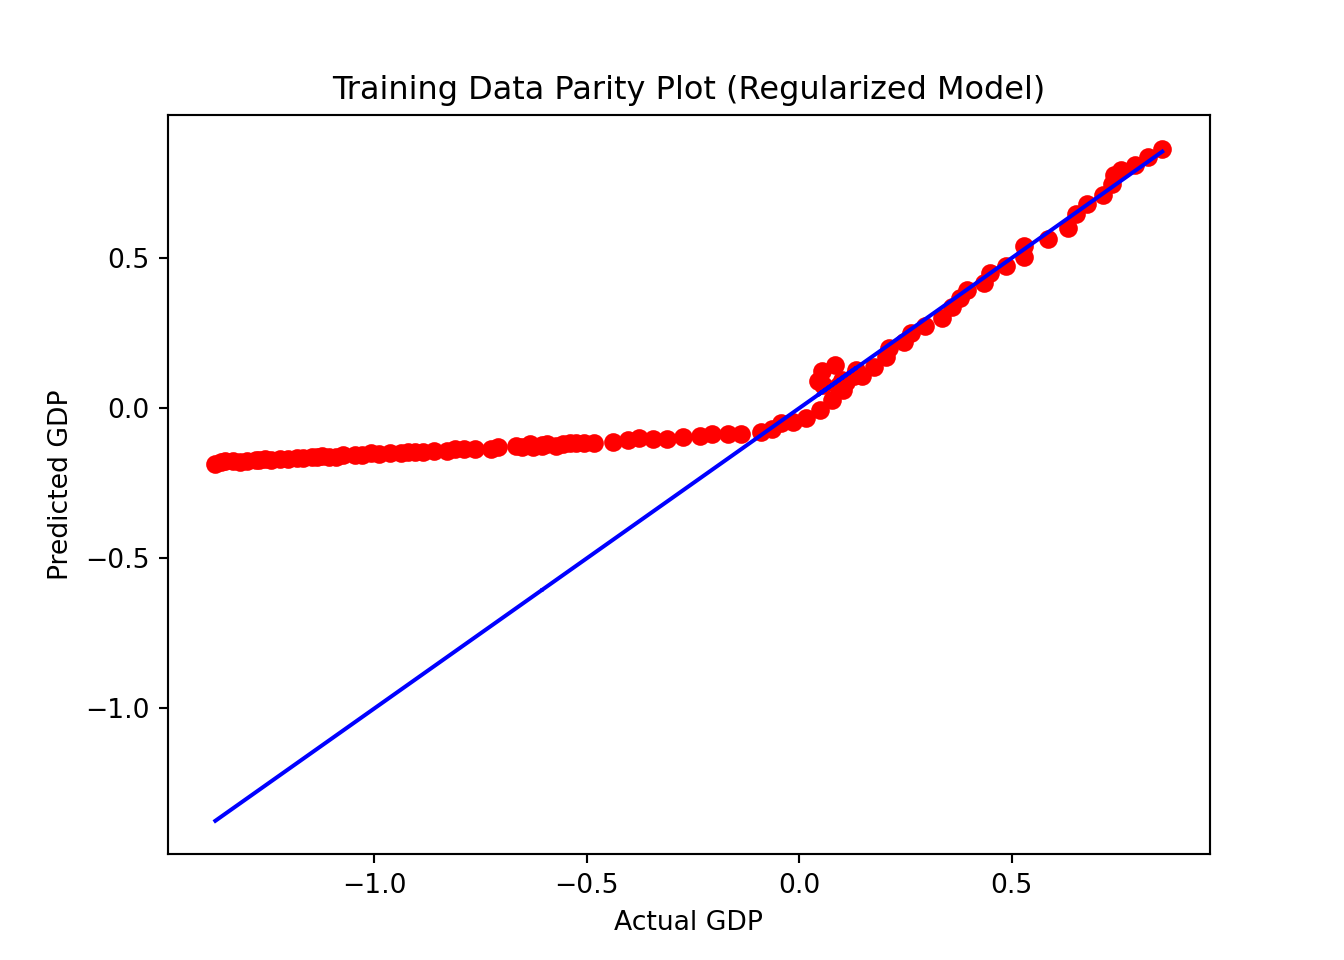 Training Data Parity Plot (Regularized Model)
0.5
0.0
−0.5
−1.0
Predicted GDP
−1.0 −0.5 0.0 0.5
Actual GDP